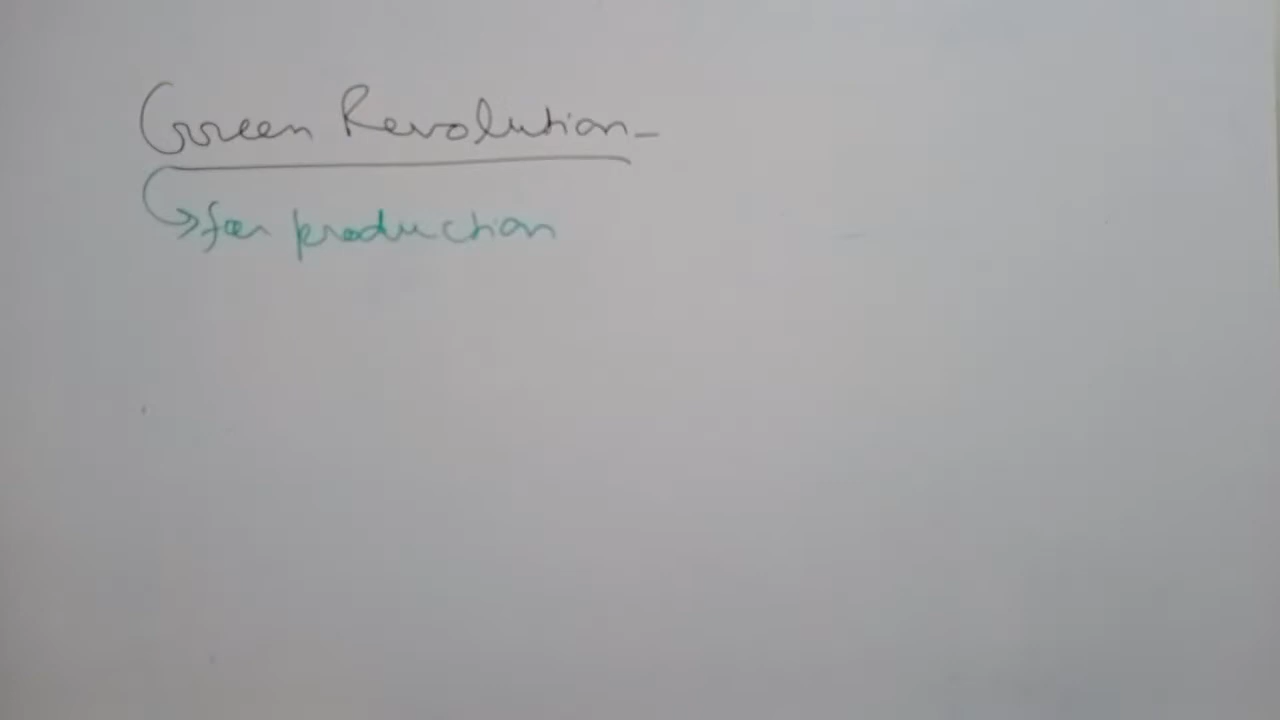 Green Revolution-
→ for production